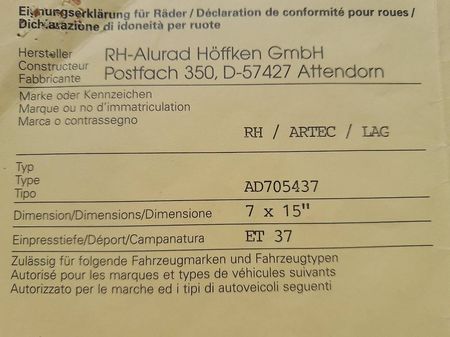 Eignungserklärung für Räder / Déclaration de conformité pour roues /
Dichiarazione di idoneità per ruote
Hersteller
Constructeur
Fabbricante
RH-Alurad Höffken GmbH
Postfach 350, D-57427 Attendorn
Marke oder Kennzeichen
Marque ou no d'immatriculation
Marca o contrassegno
RH / ARTEC / LAG
Typ
Type
Tipo
AD705437
Dimension/Dimensions/Dimensione 7 x 15"
Einpresstiefe/Déport/Campanatura ET 37
Zulässig für folgende Fahrzeugmarken und Fahrzeugtypen
Autorisé pour les marques et types de véhicules suivants
Autorizzato per le marche ed i tipi di autoveicoli seguenti